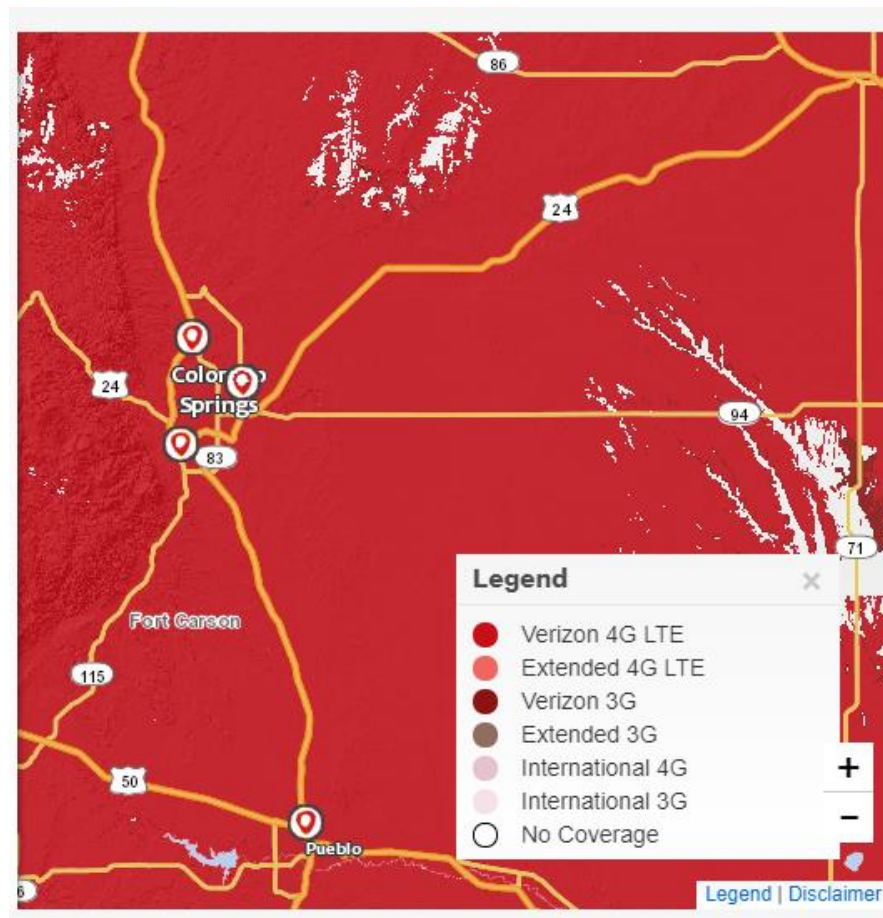 86
24
24
Colorado
Springs
94
83
71
Legend ×
Verizon 4G LTE
Extended 4G LTE
Verizon 3G
Extended 3G
International 4G
International 3G
No Coverage
Fort Carson
115
50
+
−
Pueblo
6
Legend | Disclaimer